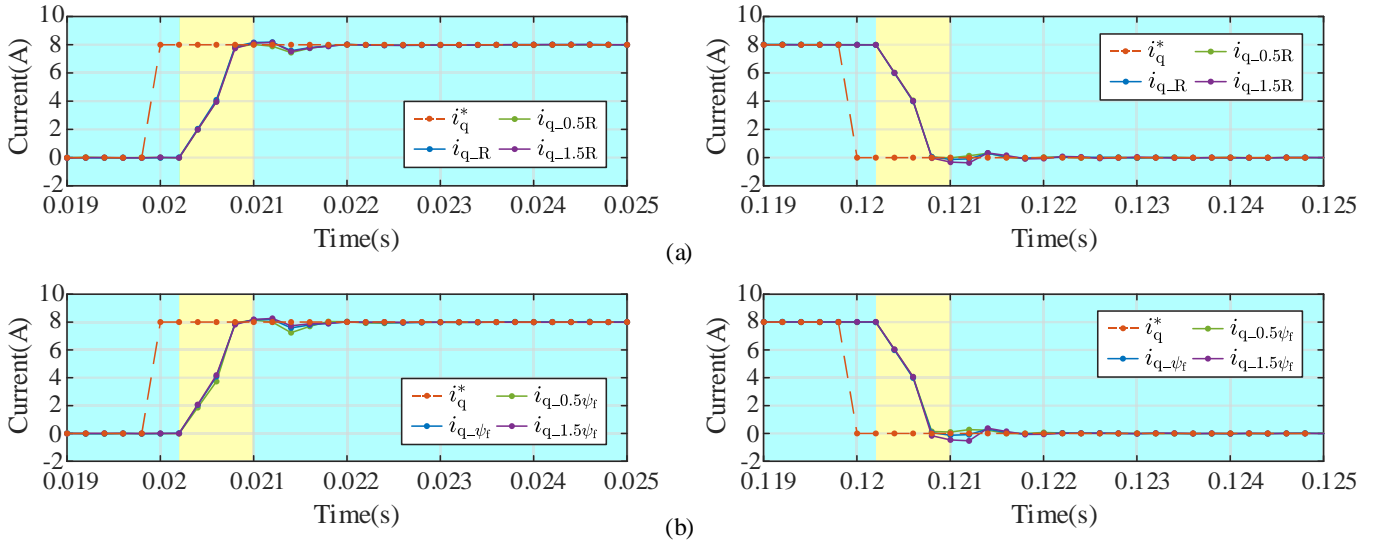 10
8
6
4
2
0
-2
Current(A)
i*q
iq_0.5R
iq_R
iq_1.5R
0.019 0.02 0.021 0.022 0.023 0.024 0.025
Time(s)
10
8
6
4
2
0
-2
Current(A)
i*q
iq_0.5R
iq_R
iq_1.5R
0.119 0.12 0.121 0.122 0.123 0.124 0.125
Time(s)
(a)
10
8
6
4
2
0
-2
Current(A)
i*q
iq_0.5ψf
iq_ψf
iq_1.5ψf
0.019 0.02 0.021 0.022 0.023 0.024 0.025
Time(s)
10
8
6
4
2
0
-2
Current(A)
i*q
iq_0.5ψf
iq_ψf
iq_1.5ψf
0.119 0.12 0.121 0.122 0.123 0.124 0.125
Time(s)
(b)